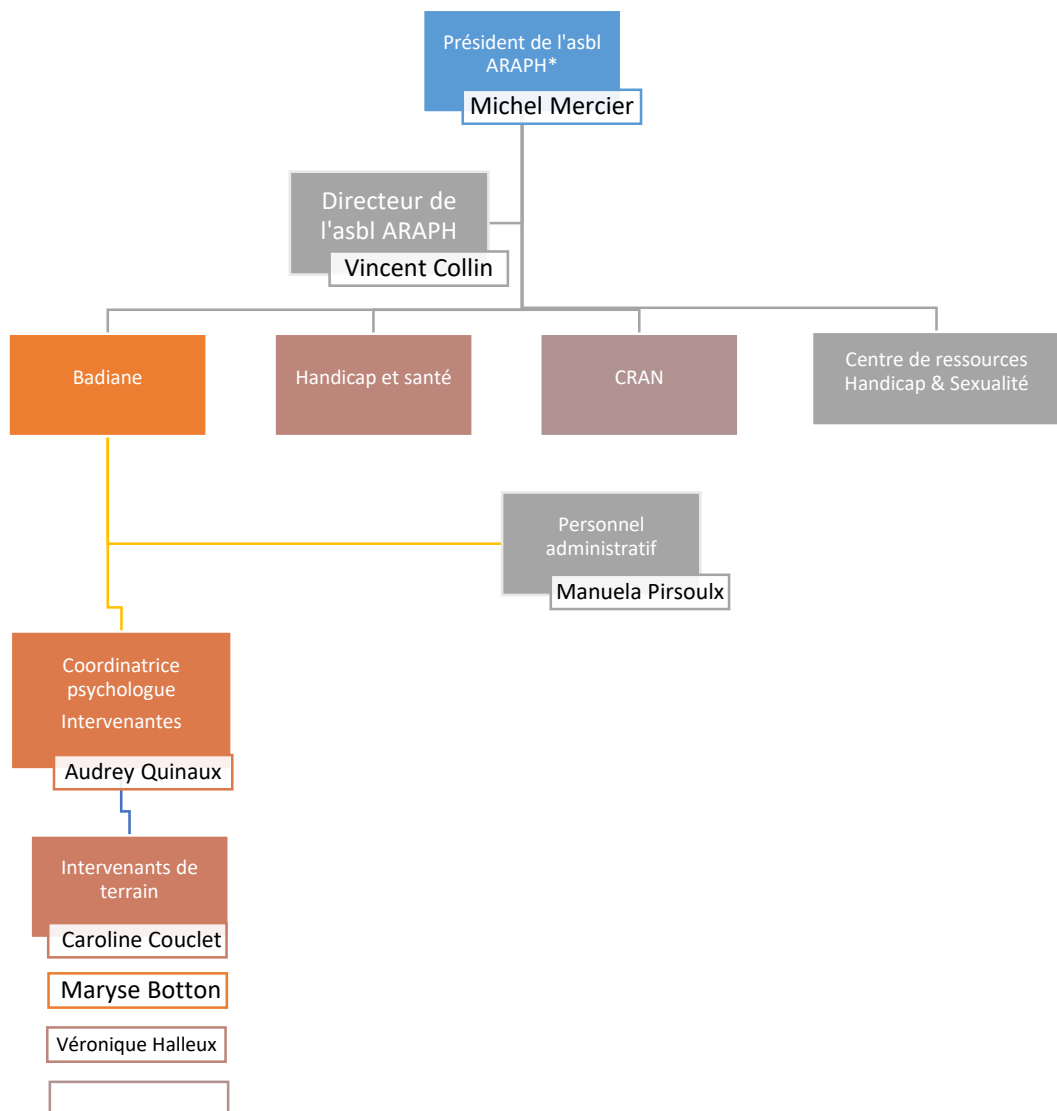 Président de l'asbl
ARAPH*
Michel Mercier
Directeur de
l'asbl ARAPH
Vincent Collin
Badiane
Handicap et santé
CRAN
Centre de ressources
Handicap & Sexualité
Personnel
administratif
Manuela Pirsoulx
Coordinatrice
psychologue
Intervenantes
Audrey Quinaux
Intervenants de
terrain
Caroline Couclet
Maryse Botton
Véronique Halleux